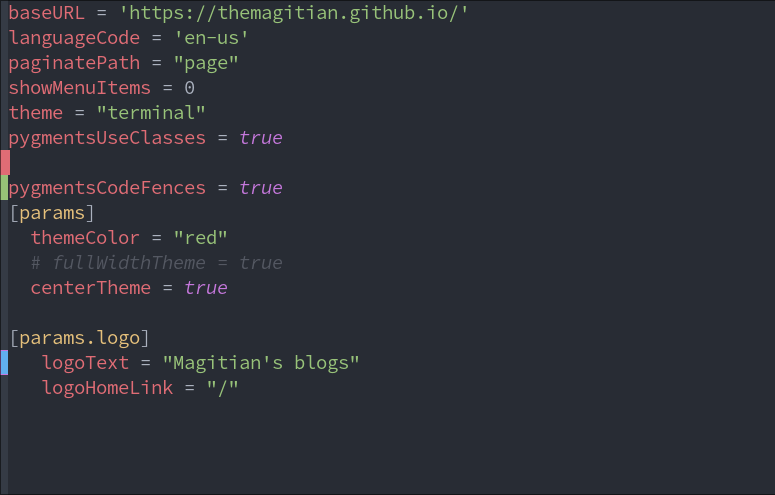 baseURL = 'https://themagitian.github.io/'
languageCode = 'en-us'
paginatePath = "page"
showMenuItems = 0
theme = "terminal"
pygmentsUseClasses = true
pygmentsCodeFences = true
[params]
  themeColor = "red"
  # fullWidthTheme = true
  centerTheme = true
[params.logo]
   logoText = "Magitian's blogs"
   logoHomeLink = "/"